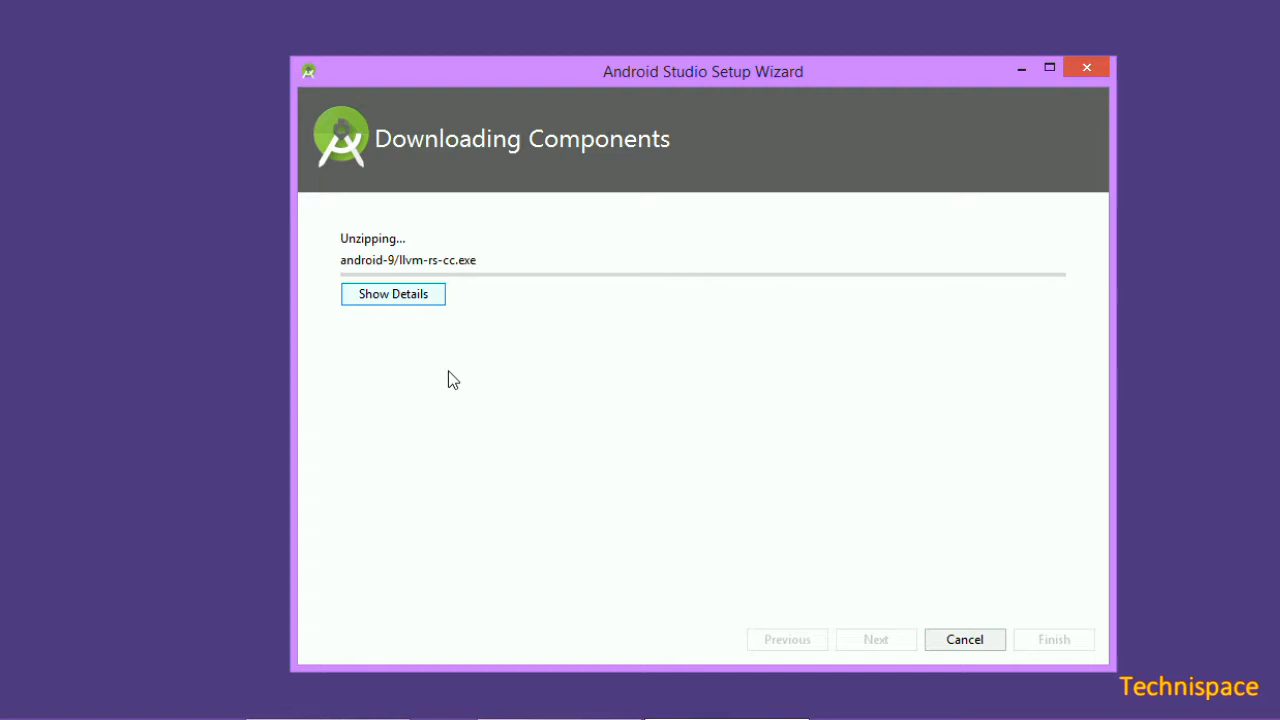 Android Studio Setup Wizard
Downloading Components
Unzipping...
android-9/llvm-rs-cc.exe
Show Details
Previous
Next
Cancel
Finish
Technispace